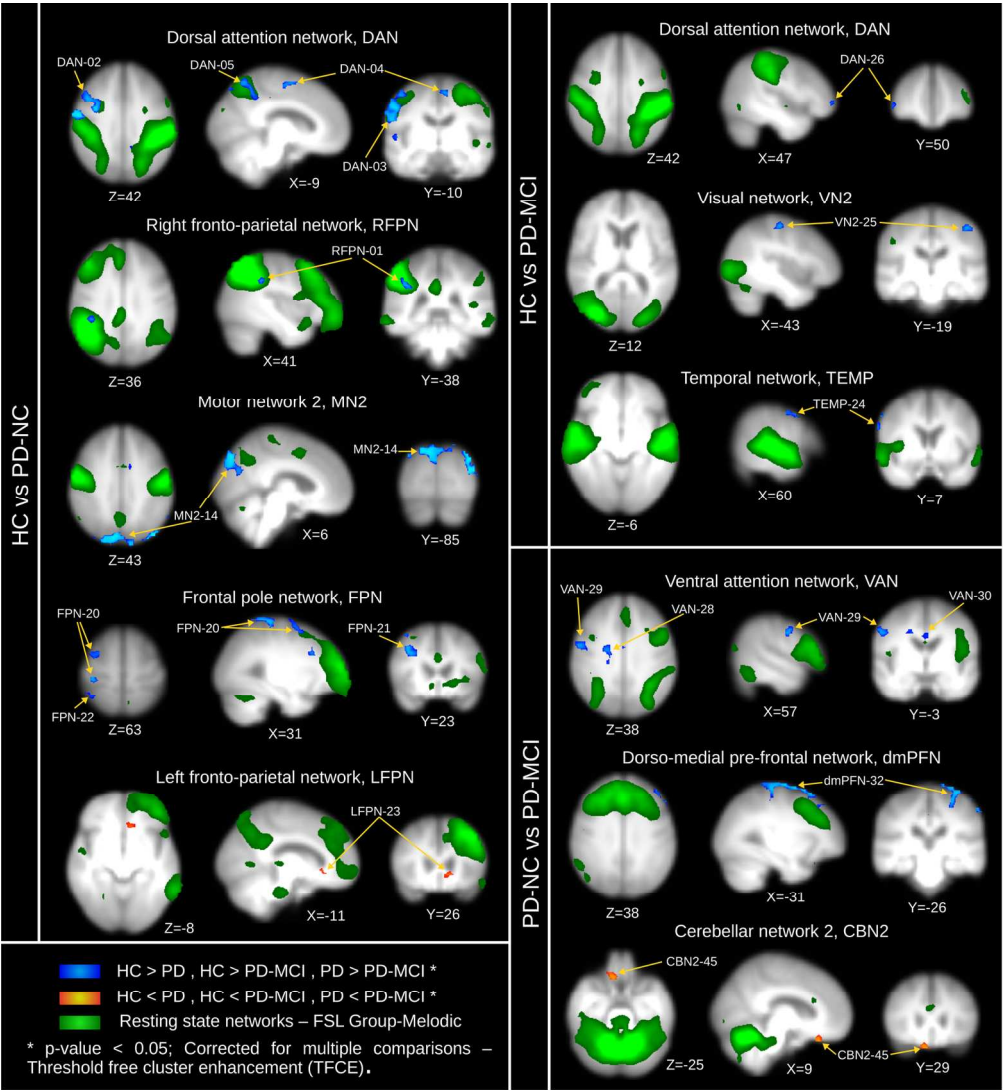 HC vs PD-NC
Dorsal attention network, DAN
DAN-02
DAN-05
DAN-04
DAN-03
Z=42
X=-9
Y=-10
Right fronto-parietal network, RFPN
RFPN-01
Z=36
X=41
Y=-38
Motor network 2, MN2
MN2-14
MN2-14
Z=43
X=6
Y=-85
Frontal pole network, FPN
FPN-20
FPN-20
FPN-21
FPN-22
Z=63
X=31
Y=23
Left fronto-parietal network, LFPN
LFPN-23
Z=-8
X=-11
Y=26
HC > PD , HC > PD-MCI , PD > PD-MCI *
HC < PD , HC < PD-MCI , PD < PD-MCI *
Resting state networks – FSL Group-Melodic
* p-value < 0.05; Corrected for multiple comparisons –
Threshold free cluster enhancement (TFCE).
HC vs PD-MCI
Dorsal attention network, DAN
DAN-26
Z=42
X=47
Y=50
Visual network, VN2
VN2-25
Z=12
X=-43
Y=-19
Temporal network, TEMP
TEMP-24
Z=-6
X=60
Y=7
PD-NC vs PD-MCI
Ventral attention network, VAN
VAN-29
VAN-28
VAN-29
VAN-30
Z=38
X=57
Y=-3
Dorso-medial pre-frontal network, dmPFN
dmPFN-32
Z=38
X=-31
Y=-26
Cerebellar network 2, CBN2
CBN2-45
CBN2-45
Z=-25
X=9
Y=29